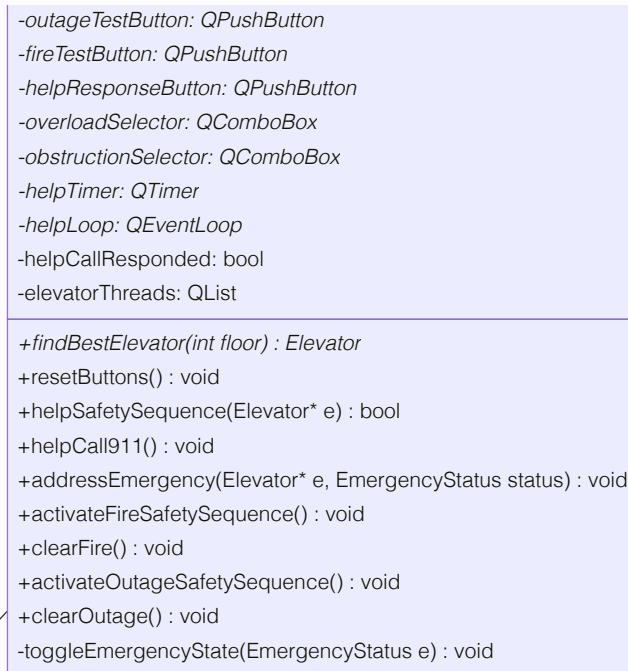 -outageTestButton: QPushButton
-fireTestButton: QPushButton
-helpResponseButton: QPushButton
-overloadSelector: QComboBox
-obstructionSelector: QComboBox
-helpTimer: QTimer
-helpLoop: QEventLoop
-helpCallResponded: bool
-elevatorThreads: QList
+findBestElevator(int floor) : Elevator
+resetButtons() : void
+helpSafetySequence(Elevator* e) : bool
+helpCall911() : void
+addressEmergency(Elevator* e, EmergencyStatus status) : void
+activateFireSafetySequence() : void
+clearFire() : void
+activateOutageSafetySequence() : void
+clearOutage() : void
-toggleEmergencyState(EmergencyStatus e) : void